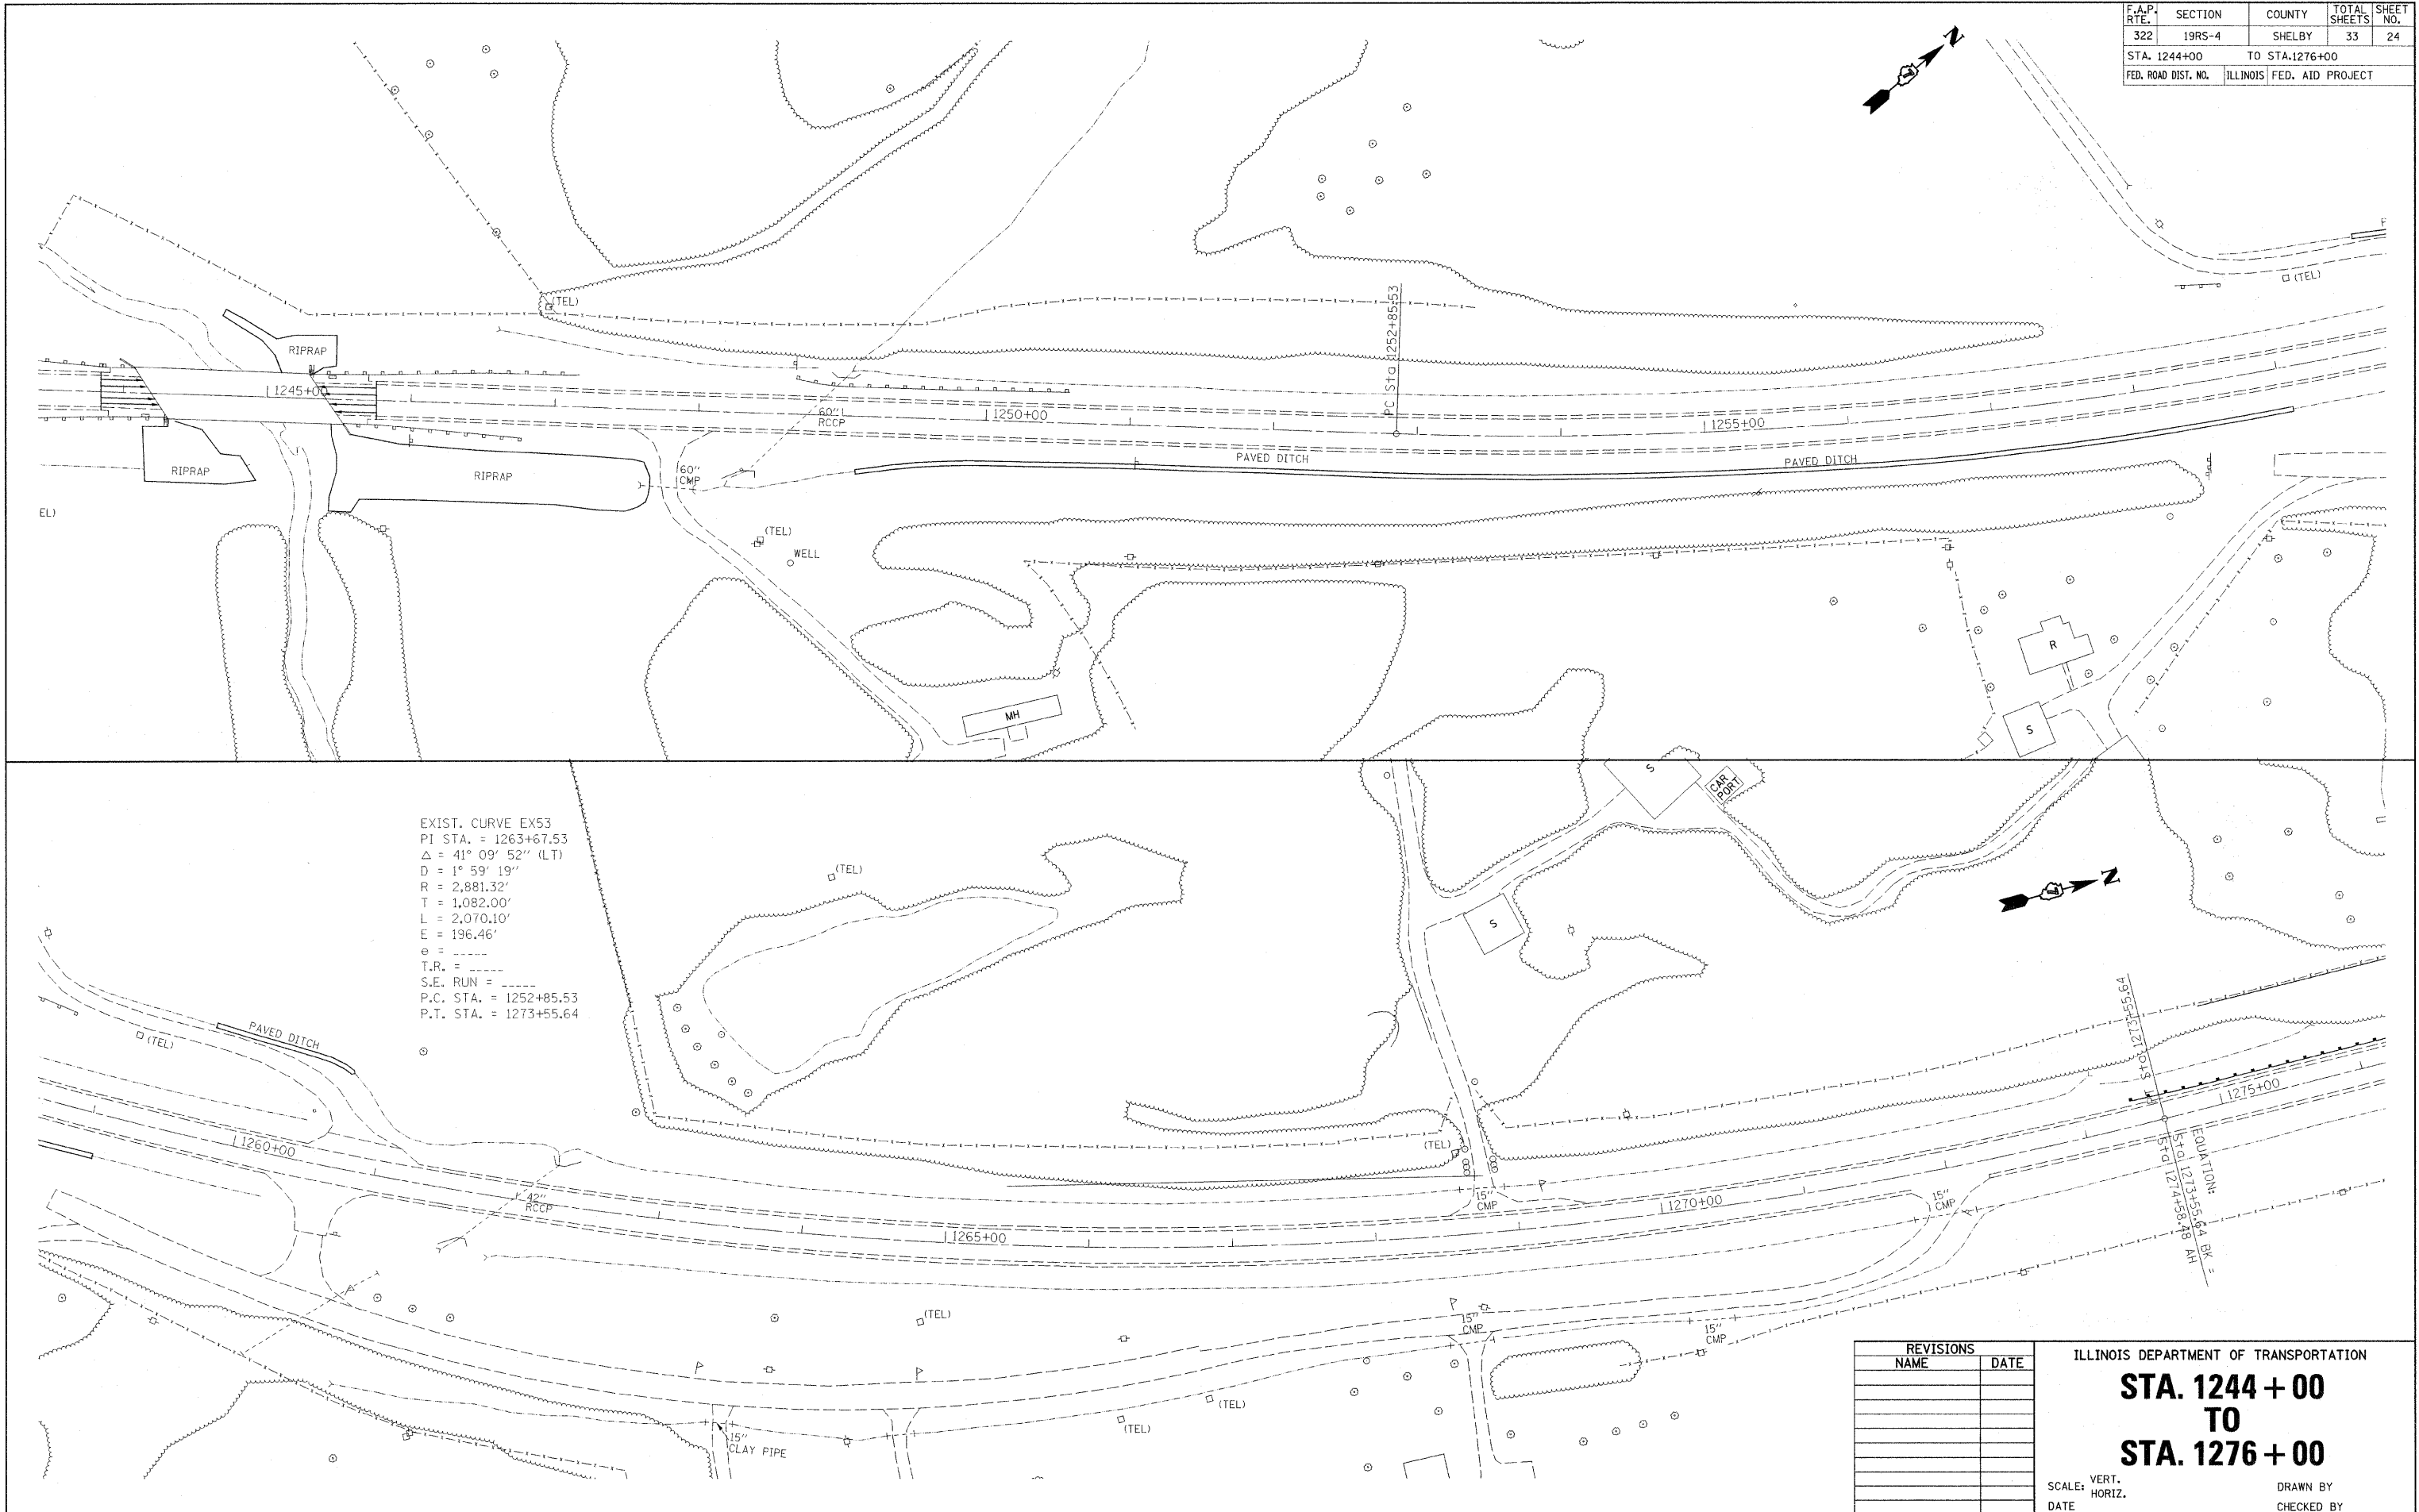 F.A.P. RTE. SECTION COUNTY TOTAL SHEETS SHEET NO.
322 19RS-4 SHELBY 33 24
STA. 1244+00 TO STA.1276+00
FED. ROAD DIST. NO. ILLINOIS FED. AID PROJECT
N
(TEL)
(TEL)
RIPRAP
PC Sta 1252+85.53
1245+00
60"
RCCP
1250+00
1255+00
PAVED DITCH
PAVED DITCH
RIPRAP
RIPRAP
60"
CMP
EL)
(TEL)
WELL
R
MH
S
S
CAR
PORT
EXIST. CURVE EX53
PI STA. = 1263+67.53
Δ = 41° 09' 52" (LT)
D = 1° 59' 19"
R = 2,881.32'
T = 1,082.00'
L = 2,070.10'
E = 196.46'
e = -----
T.R. = -----
S.E. RUN = -----
P.C. STA. = 1252+85.53
P.T. STA. = 1273+55.64
(TEL)
N
S
PAVED DITCH
(TEL)
PT Sta 1273+55.64
1275+00
1260+00
(TEL)
42"
RCCP
15"
CMP
1270+00
15"
CMP
1265+00
EQUATION:
Sta 1273+55.64 BK =
Sta 1274+58.48 AH
(TEL)
15"
CMP
15"
CMP
(TEL)
(TEL)
15"
CLAY PIPE
REVISIONS
NAME DATE
ILLINOIS DEPARTMENT OF TRANSPORTATION
STA. 1244 + 00
TO
STA. 1276 + 00
SCALE: VERT.
HORIZ.
DRAWN BY
DATE
CHECKED BY